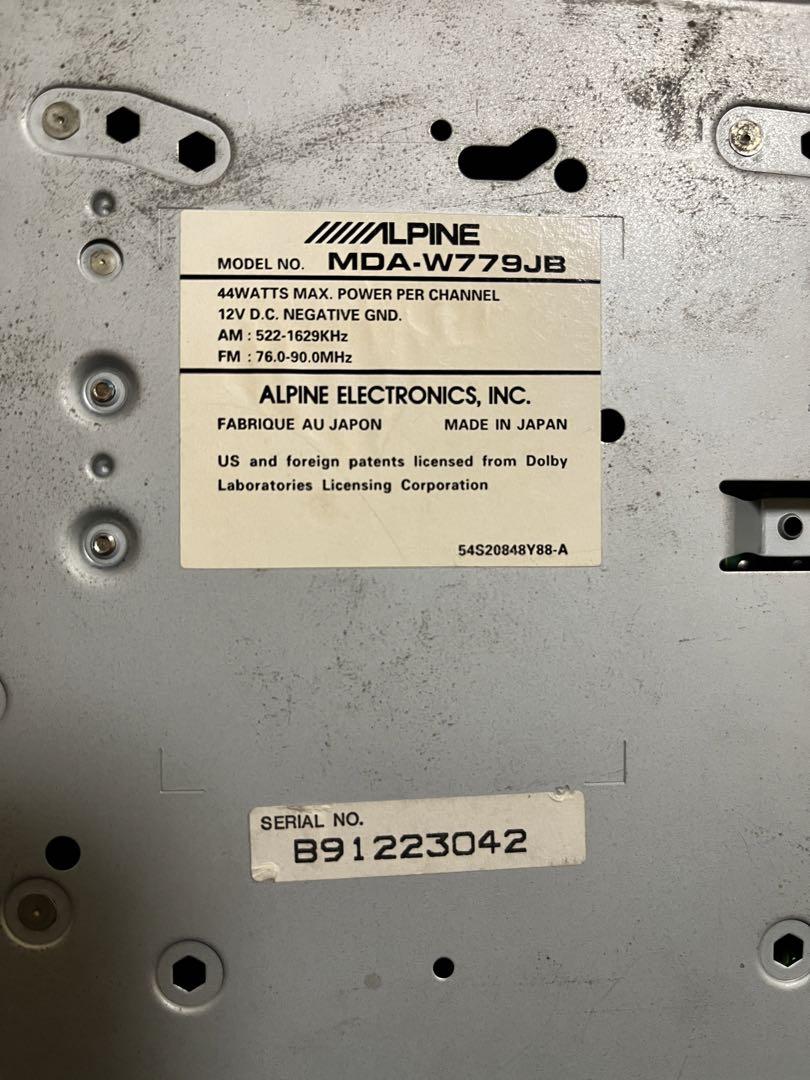 ALPINE
MODEL NO. MDA-W779JB
44WATTS MAX. POWER PER CHANNEL
12V D.C. NEGATIVE GND.
AM : 522-1629KHz
FM : 76.0-90.0MHz
ALPINE ELECTRONICS, INC.
FABRIQUE AU JAPON MADE IN JAPAN
US and foreign patents licensed from Dolby
Laboratories Licensing Corporation
54S20848Y88-A
SERIAL NO.
B91223042